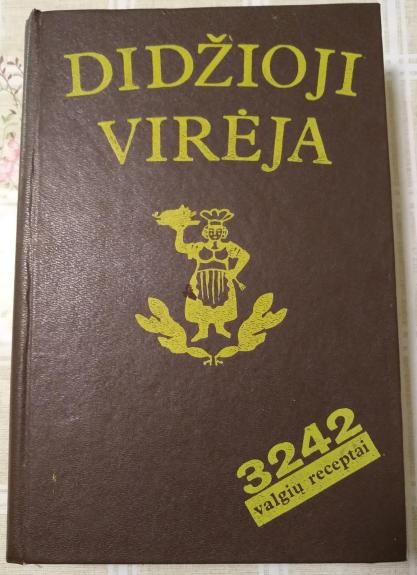 DIDŽIOJI
VIRĖJA
3242
valgių receptai